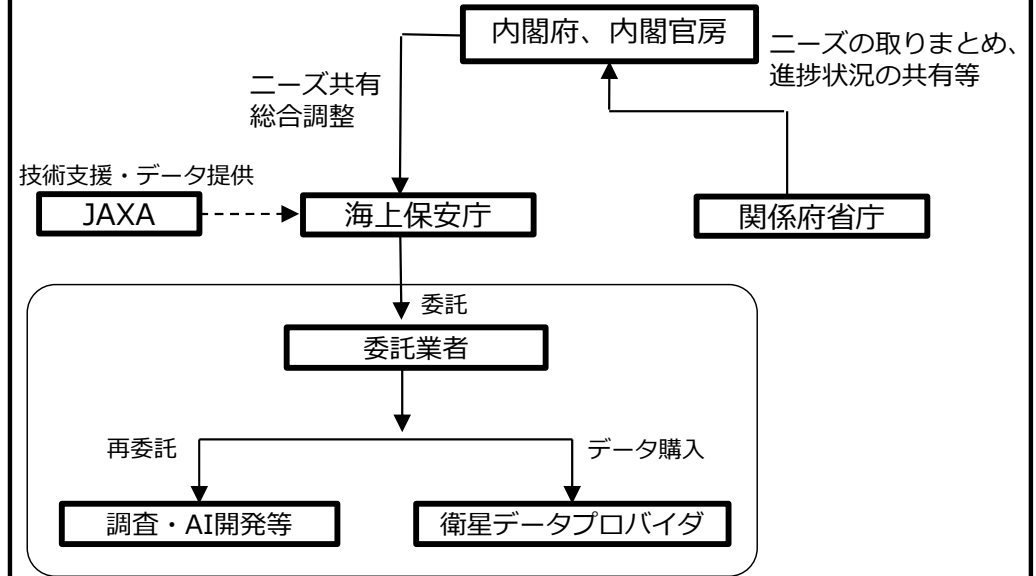 内閣府、内閣官房
ニーズの取りまとめ、
進捗状況の共有等
ニーズ共有
総合調整
技術支援・データ提供
JAXA
海上保安庁
関係府省庁
委託
委託業者
再委託
データ購入
調査・AI開発等
衛星データプロバイダ